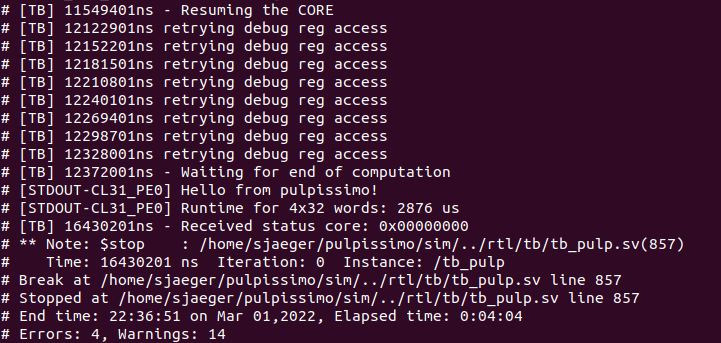 # [TB] 11549401ns - Resuming the CORE
# [TB] 12122901ns retrying debug reg access
# [TB] 12152201ns retrying debug reg access
# [TB] 12181501ns retrying debug reg access
# [TB] 12210801ns retrying debug reg access
# [TB] 12240101ns retrying debug reg access
# [TB] 12269401ns retrying debug reg access
# [TB] 12298701ns retrying debug reg access
# [TB] 12328001ns retrying debug reg access
# [TB] 12372001ns - Waiting for end of computation
# [STDOUT-CL31_PE0] Hello from pulpissimo!
# [STDOUT-CL31_PE0] Runtime for 4x32 words: 2876 us
# [TB] 16430201ns - Received status core: 0x00000000
# ** Note: $stop    : /home/sjaeger/pulpissimo/sim/../rtl/tb/tb_pulp.sv(857)
#    Time: 16430201 ns  Iteration: 0  Instance: /tb_pulp
# Break at /home/sjaeger/pulpissimo/sim/../rtl/tb/tb_pulp.sv line 857
# Stopped at /home/sjaeger/pulpissimo/sim/../rtl/tb/tb_pulp.sv line 857
# End time: 22:36:51 on Mar 01,2022, Elapsed time: 0:04:04
# Errors: 4, Warnings: 14